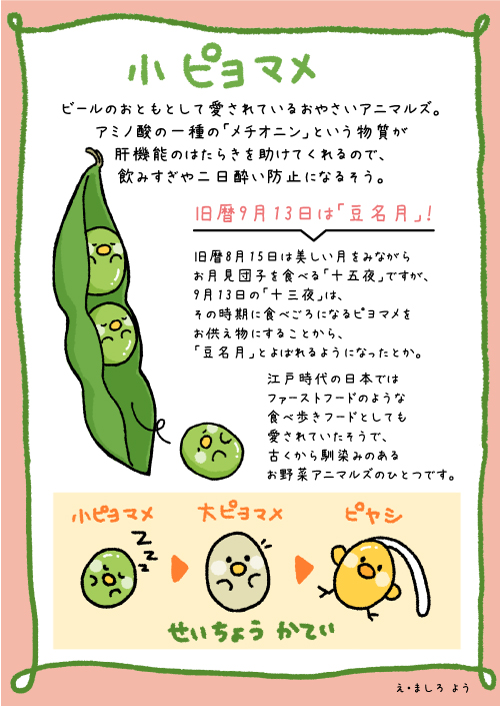 小ピヨマメ
ビールのおともとして愛されているおやさいアニマルズ。
アミノ酸の一種の「メチオニン」という物質が
肝機能のはたらきを助けてくれるので、
飲みすぎや二日酔い防止になるそう。
旧暦9月13日は「豆名月」!
旧暦8月15日は美しい月をみながら
お月見団子を食べる「十五夜」ですが、
9月13日の「十三夜」は、
その時期に食べごろになるピヨマメを
お供え物にすることから、
「豆名月」とよばれるようになったとか。
江戸時代の日本では
ファーストフードのような
食べ歩きフードとしても
愛されていたそうで、
古くから馴染みのある
お野菜アニマルズのひとつです。
小ピヨマメ 大ピヨマメ ピヤシ
zzz
せいちょう かてい
え・ましろ よう